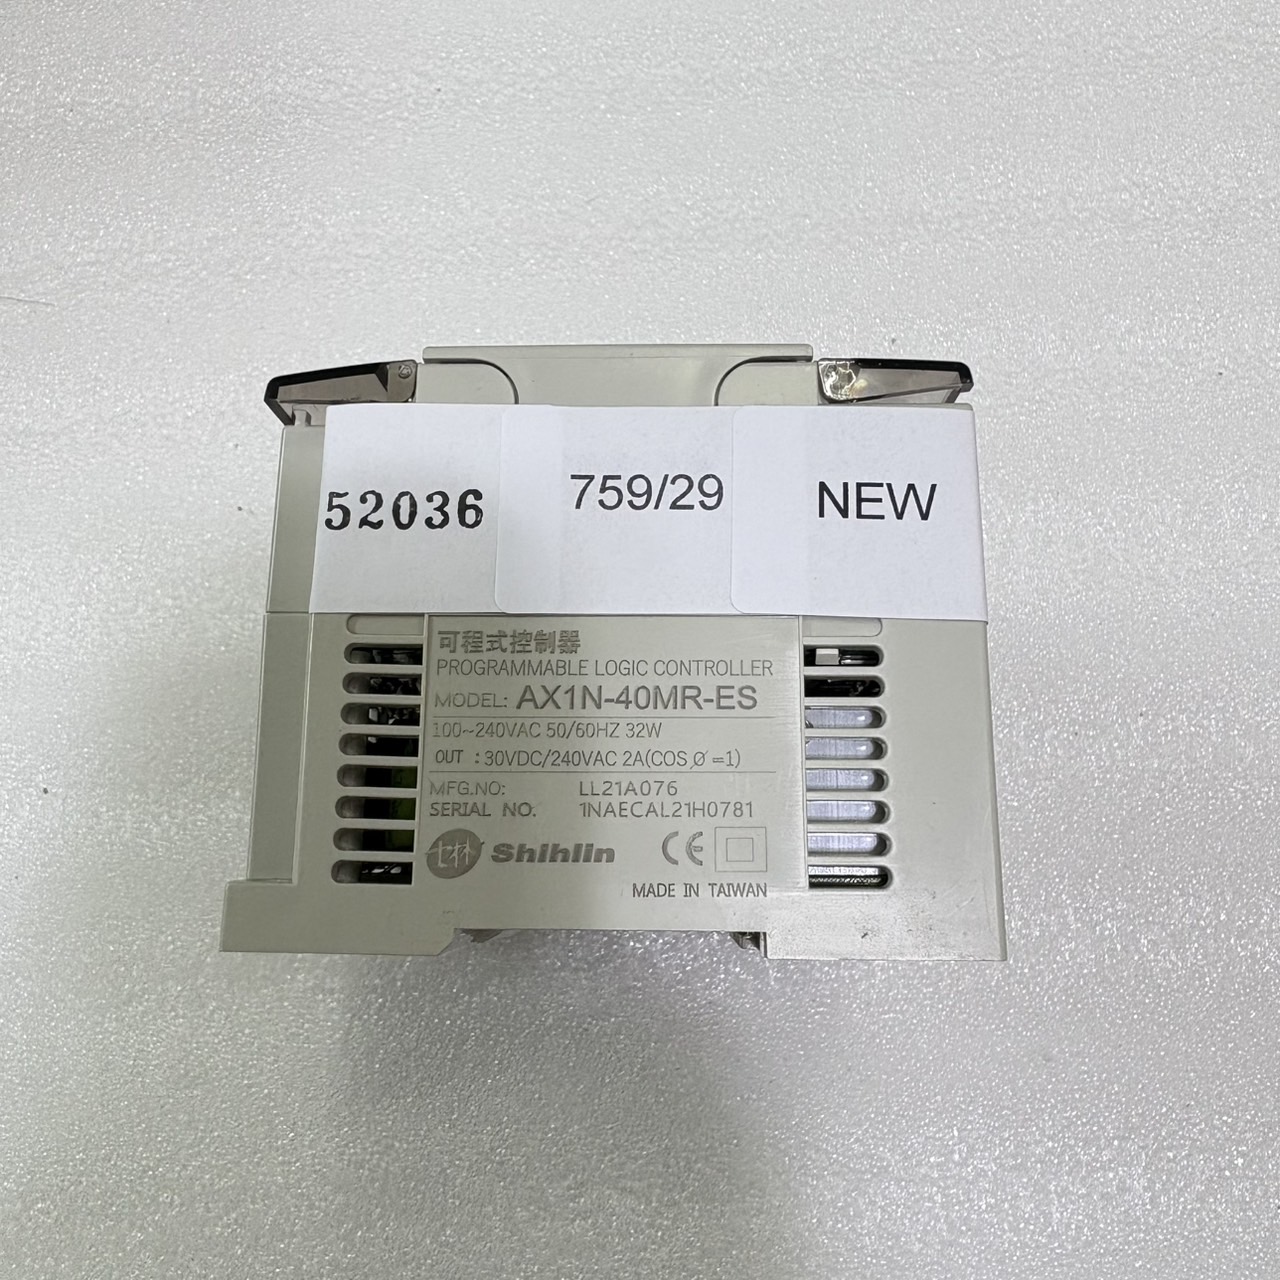 52036
759/29
NEW
可程式控制器
PROGRAMMABLE LOGIC CONTROLLER
MODEL: AX1N-40MR-ES
100~240VAC 50/60HZ 32W
OUT : 30VDC/240VAC 2A(COS Ø =1)
MFG.NO: LL21A076
SERIAL NO. 1NAECAL21H0781
士林 Shihlin CE
MADE IN TAIWAN